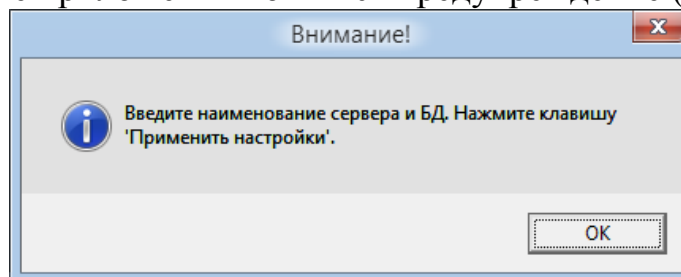 Внимание!
x
Введите наименование сервера и БД. Нажмите клавишу
'Применить настройки'.
OK